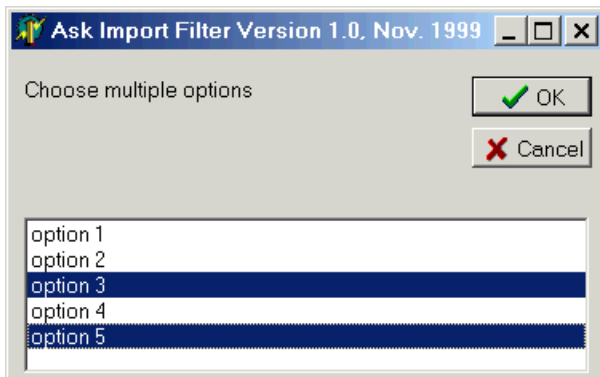 Ask Import Filter Version 1.0, Nov. 1999
Choose multiple options
OK
Cancel
option 1
option 2
option 3
option 4
option 5